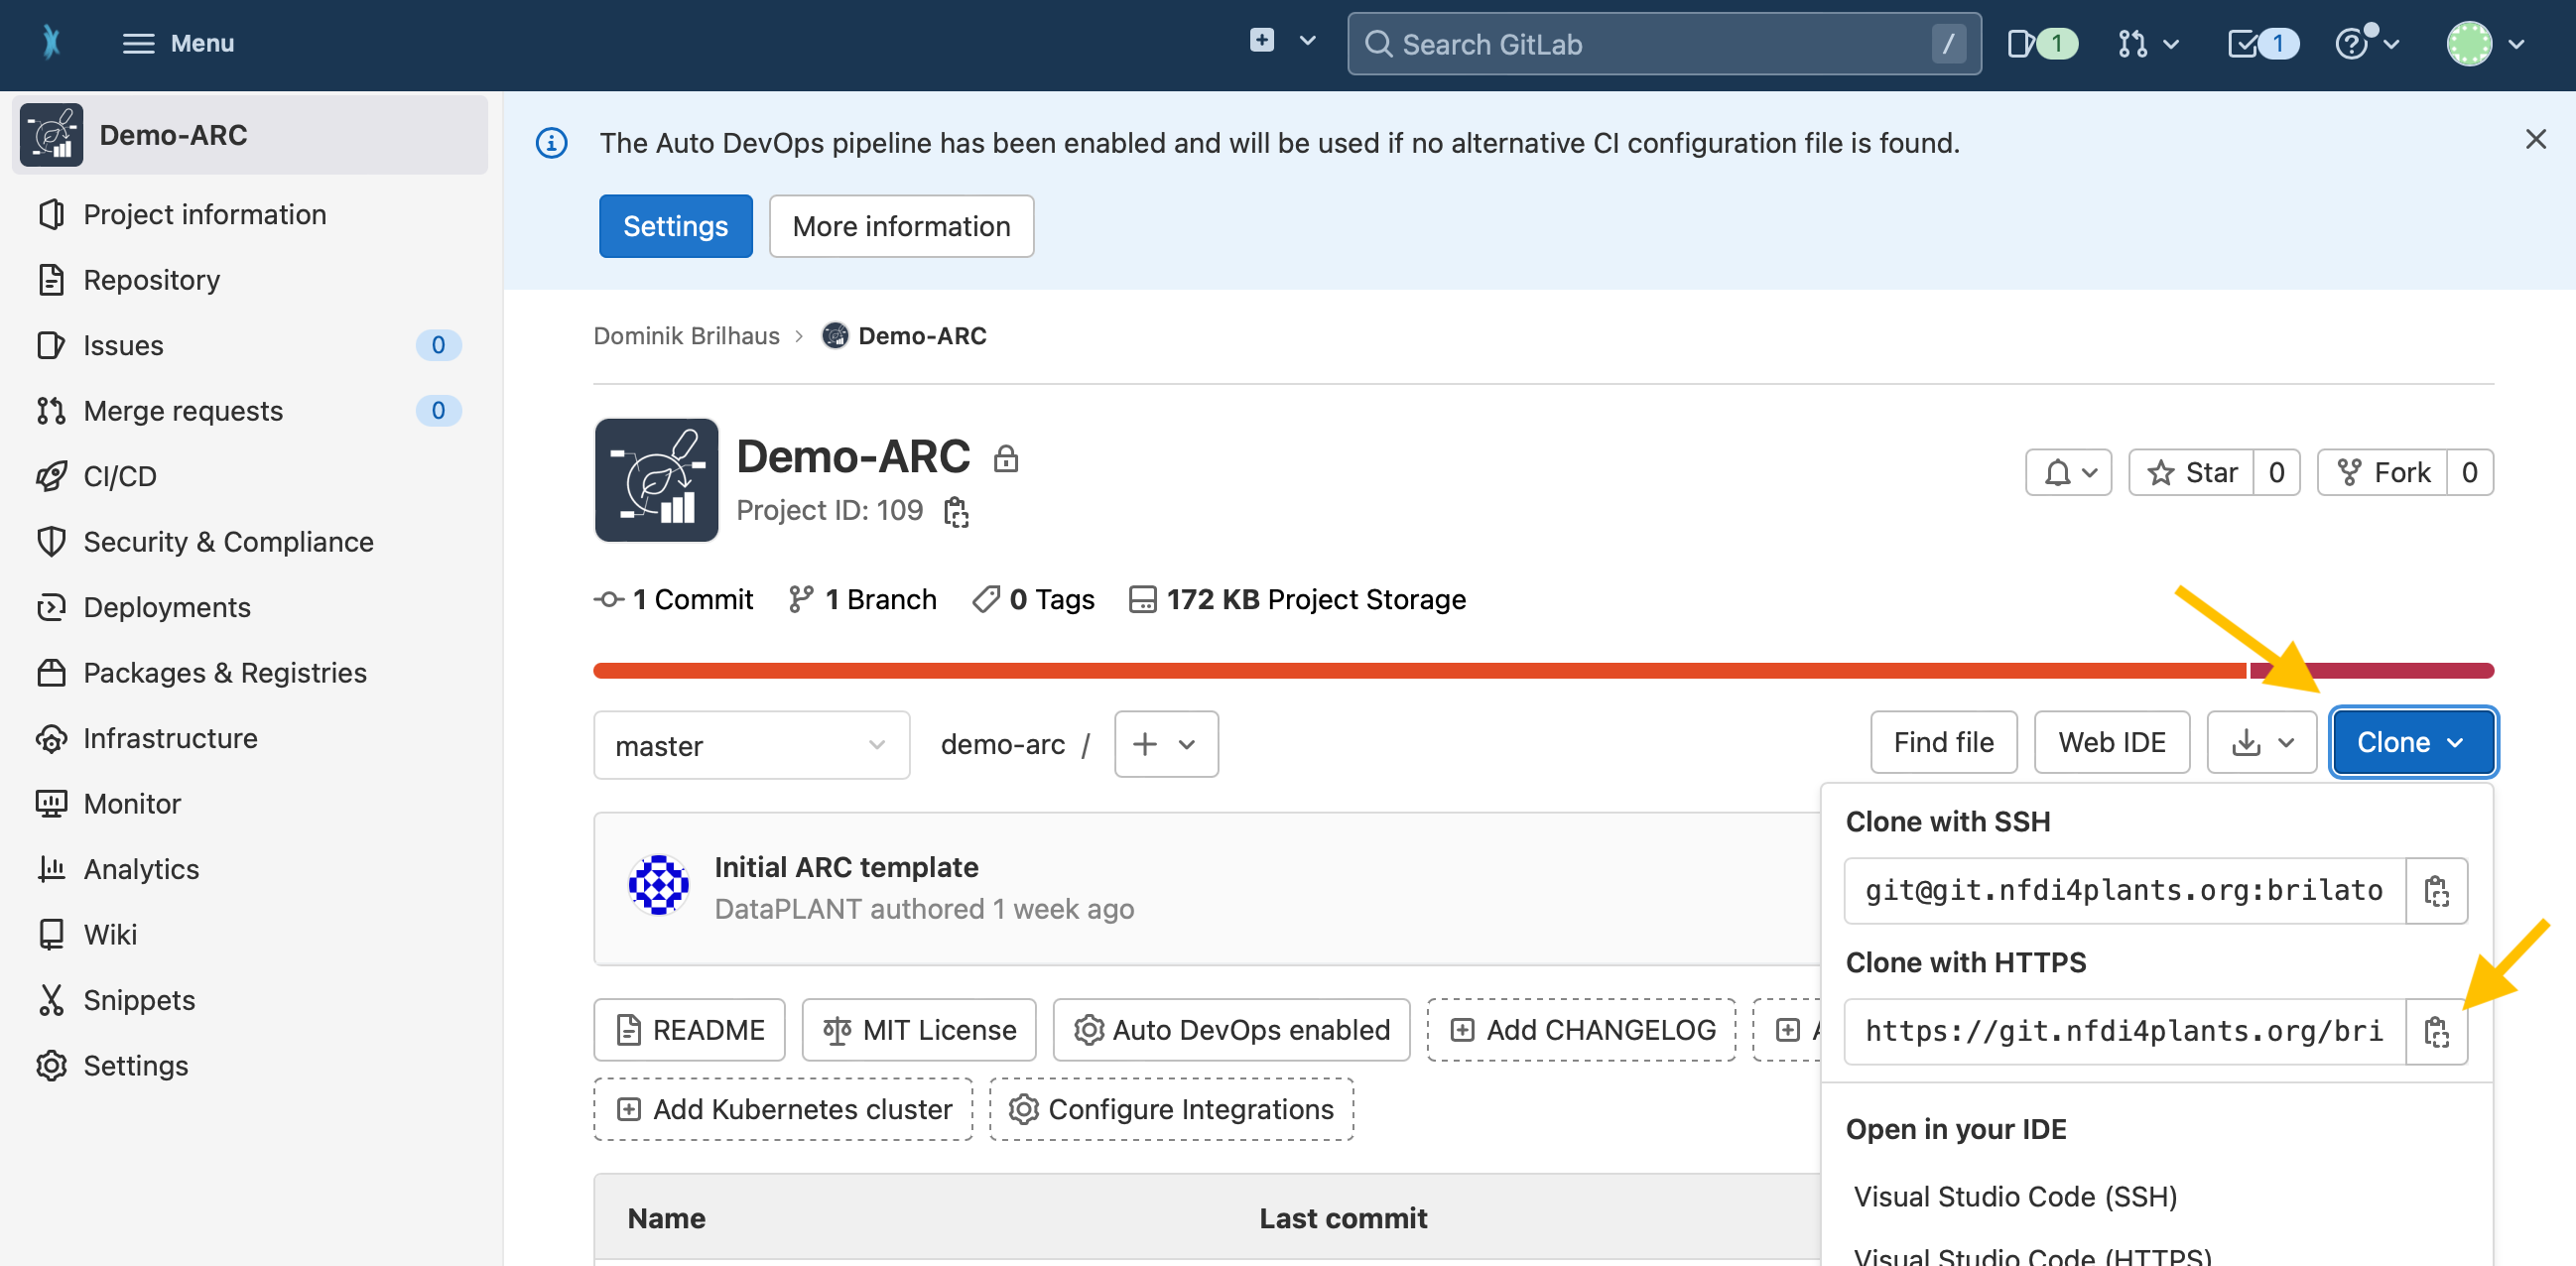 Menu
Search GitLab
/
1
1
Demo-ARC
Project information
Repository
Issues
0
Merge requests
0
CI/CD
Security & Compliance
Deployments
Packages & Registries
Infrastructure
Monitor
Analytics
Wiki
Snippets
Settings
The Auto DevOps pipeline has been enabled and will be used if no alternative CI configuration file is found.
Settings
More information
Dominik Brilhaus > Demo-ARC
Demo-ARC
Project ID: 109
Star 0
Fork 0
1 Commit
1 Branch
0 Tags
172 KB Project Storage
master
demo-arc /
Find file
Web IDE
Clone
Initial ARC template
DataPLANT authored 1 week ago
Clone with SSH
git@git.nfdi4plants.org:brilato
Clone with HTTPS
https://git.nfdi4plants.org/bri
Open in your IDE
Visual Studio Code (SSH)
Visual Studio Code (HTTPS)
README
MIT License
Auto DevOps enabled
Add CHANGELOG
Add Kubernetes cluster
Configure Integrations
Name
Last commit